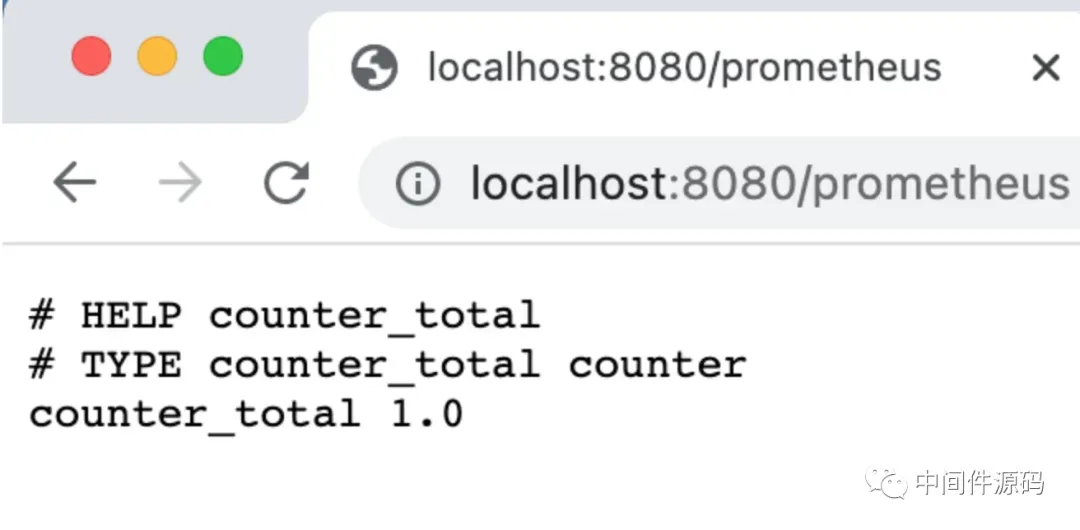 localhost:8080/prometheus
localhost:8080/prometheus
# HELP counter_total
# TYPE counter_total counter
counter_total 1.0
中间件源码